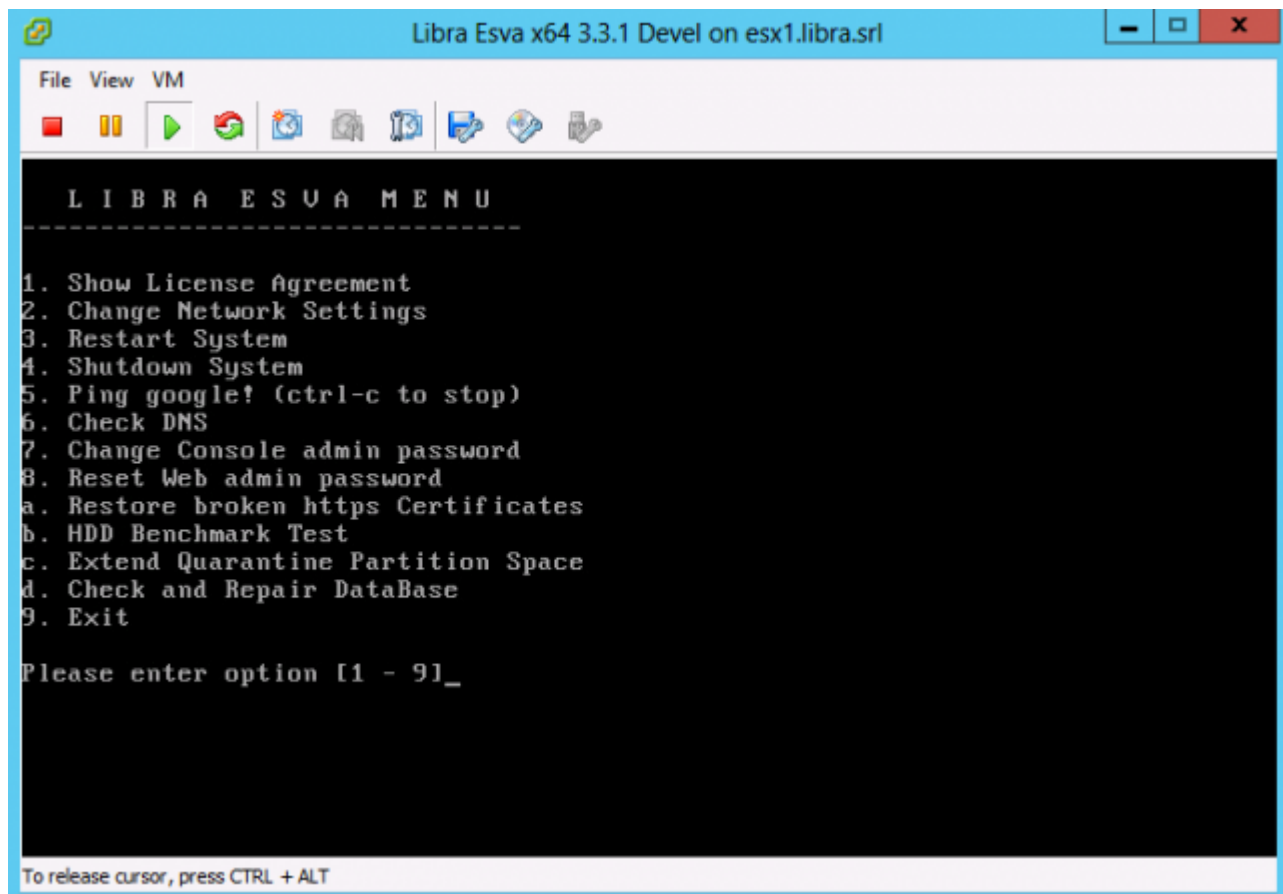 Libra Esva x64 3.3.1 Devel on esx1.libra.srl
File View VM
L I B R A E S V A M E N U
--------------------------------
1. Show License Agreement
2. Change Network Settings
3. Restart System
4. Shutdown System
5. Ping google! (ctrl-c to stop)
6. Check DNS
7. Change Console admin password
8. Reset Web admin password
a. Restore broken https Certificates
b. HDD Benchmark Test
c. Extend Quarantine Partition Space
d. Check and Repair DataBase
9. Exit
Please enter option [1 - 9]_
To release cursor, press CTRL + ALT